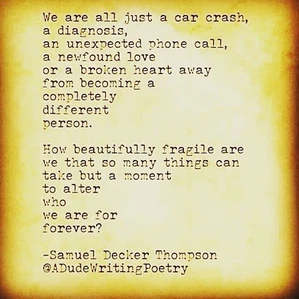 We are all just a car crash,
a diagnosis,
an unexpected phone call,
a newfound love
or a broken heart away
from becoming a
completely
different
person.

How beautifully fragile are
we that so many things can
take but a moment
to alter
who
we are for
forever?

-Samuel Decker Thompson
@ADudeWritingPoetry